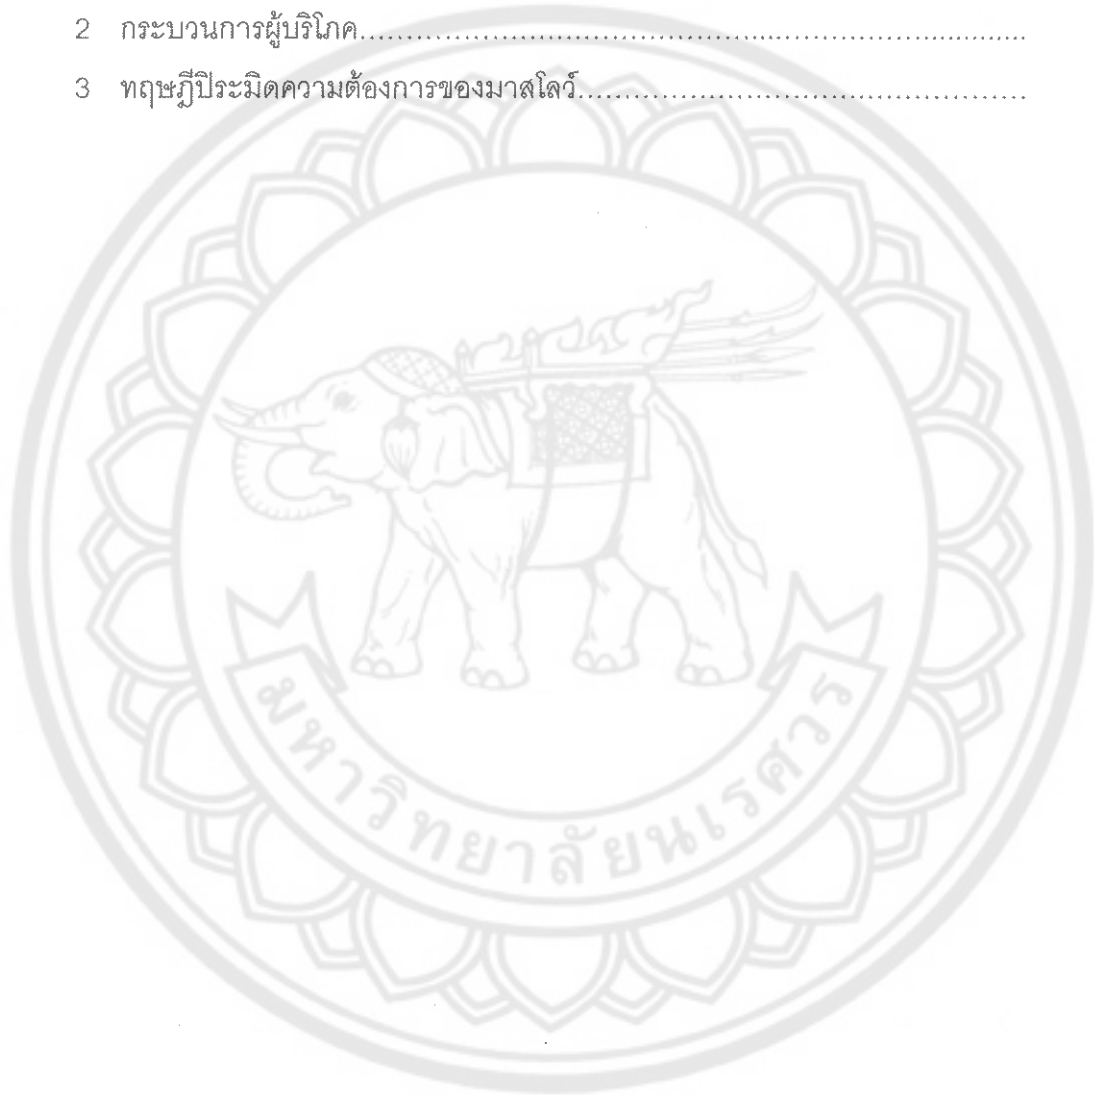 2 กระบวนการผู้บริโภค........................................................................
3 ทฤษฎีปิระมิดความต้องการของมาสโลว์................................................
มหาวิทยาลัยนเรศวร